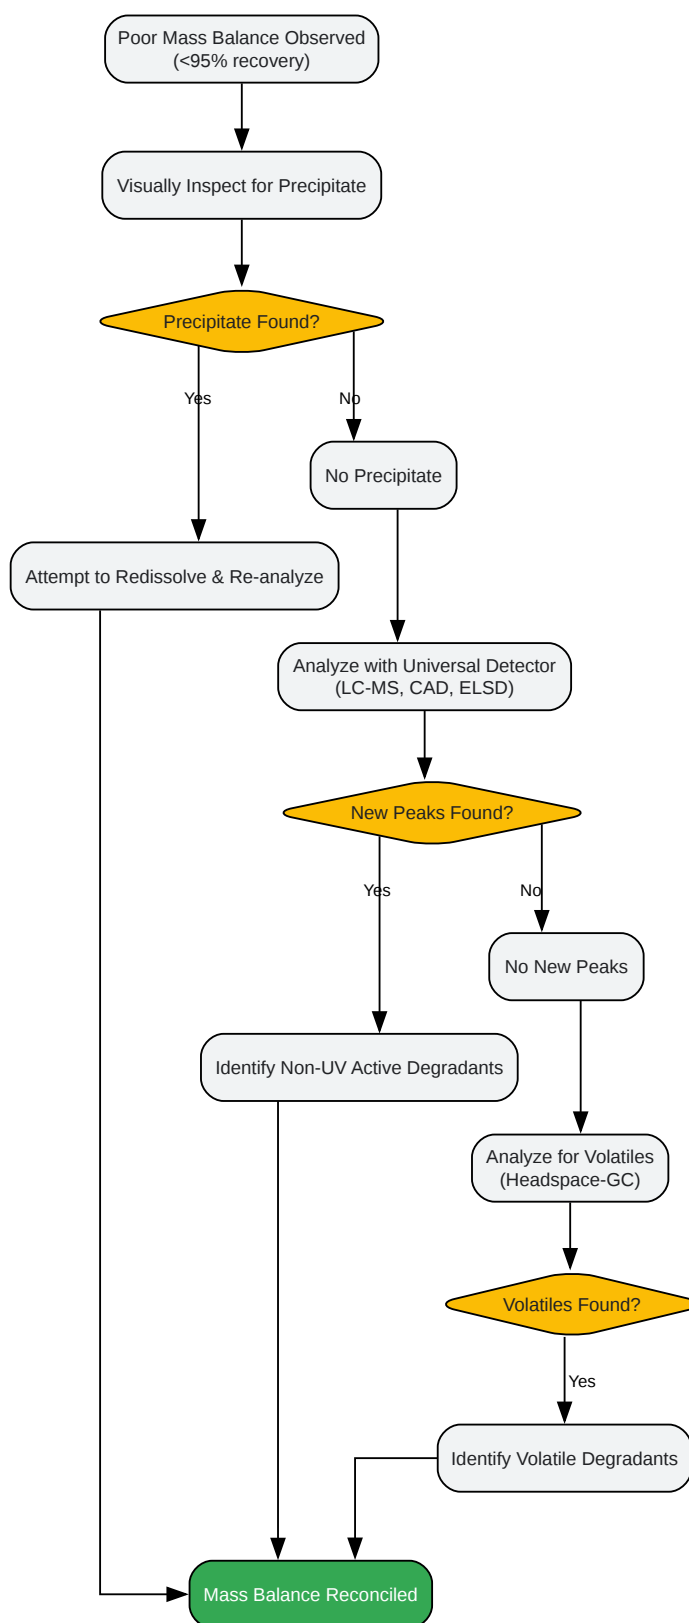 Poor Mass Balance Observed
(<95% recovery)
Visually Inspect for Precipitate
Precipitate Found?
Yes
No
No Precipitate
Attempt to Redissolve & Re-analyze
Analyze with Universal Detector
(LC-MS, CAD, ELSD)
New Peaks Found?
Yes
No
No New Peaks
Identify Non-UV Active Degradants
Analyze for Volatiles
(Headspace-GC)
Volatiles Found?
Yes
Identify Volatile Degradants
Mass Balance Reconciled